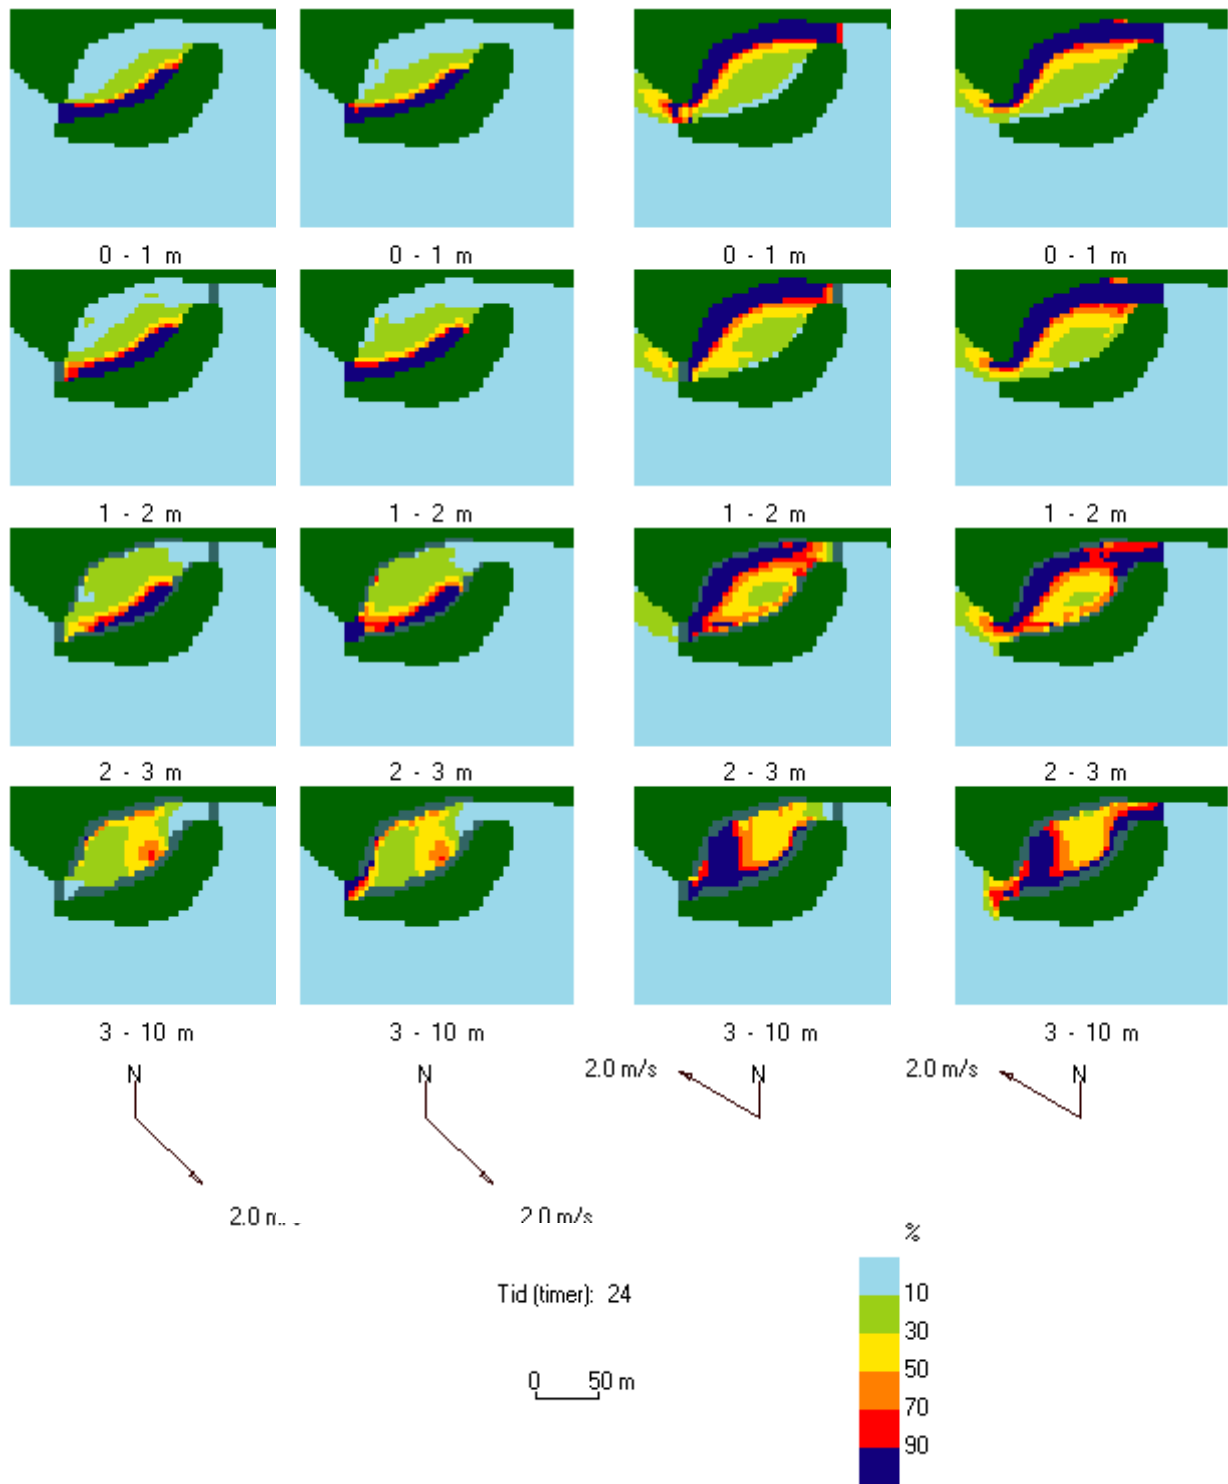 0 - 1 m 0 - 1 m 0 - 1 m 0 - 1 m
1 - 2 m 1 - 2 m 1 - 2 m 1 - 2 m
2 - 3 m 2 - 3 m 2 - 3 m 2 - 3 m
3 - 10 m 3 - 10 m 3 - 10 m 3 - 10 m
N N 2.0 m/s N 2.0 m/s N
2.0 2.0 m/s
%
Tid (timer): 24
10
30
50
0 50 m
70
90